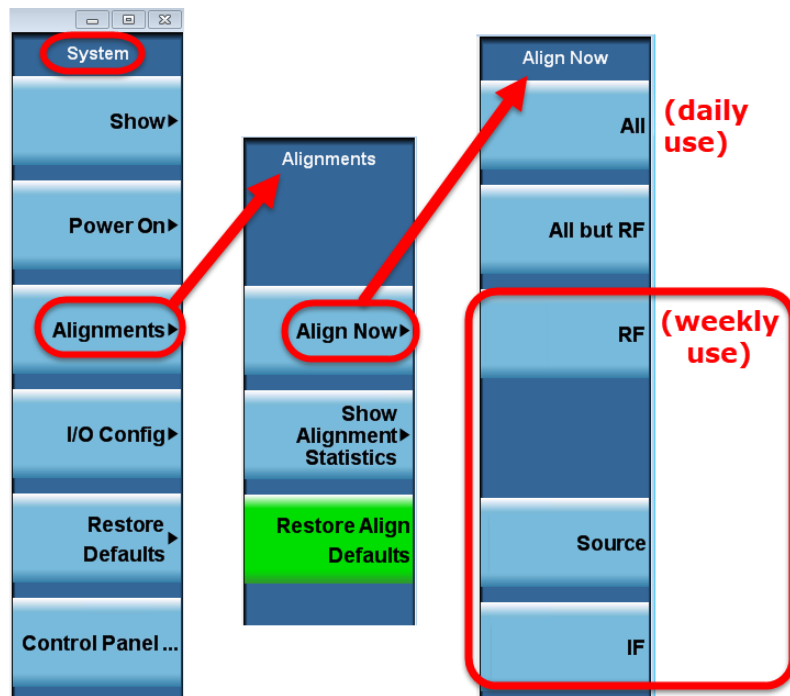 System
Show
Power On
Alignments
I/O Config
Restore
Defaults
Control Panel ...
Alignments
Align Now
Show
Alignment
Statistics
Restore Align
Defaults
Align Now
All
(daily
use)
All but RF
RF
(weekly
use)
Source
IF